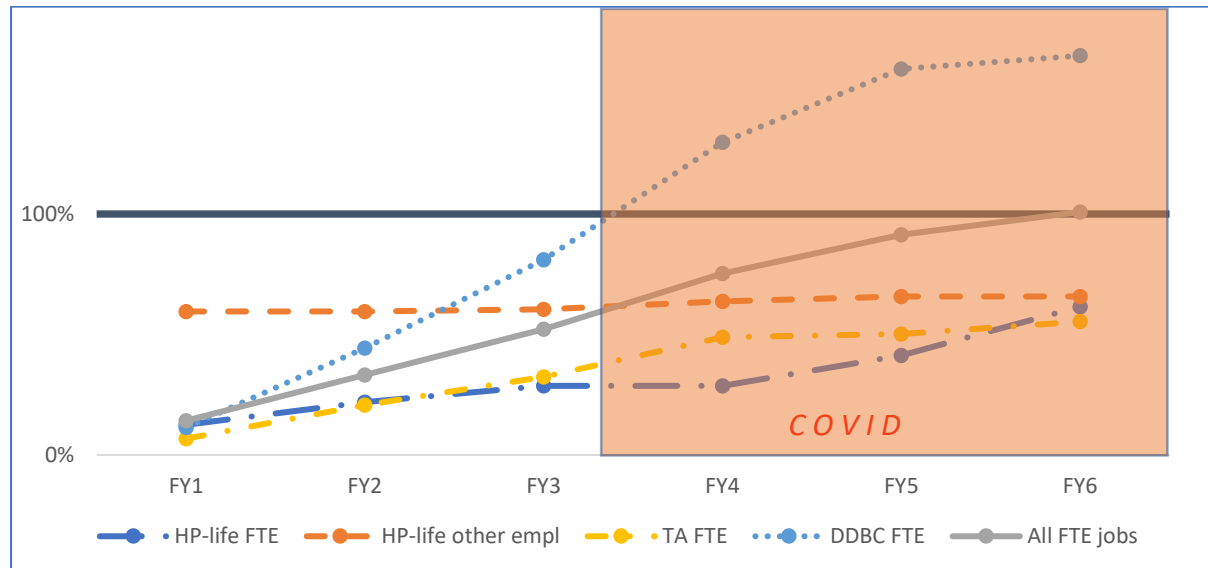 100%
COVID
0%
FY1 FY2 FY3 FY4 FY5 FY6
HP-life FTE HP-life other empl TA FTE DDBC FTE All FTE jobs